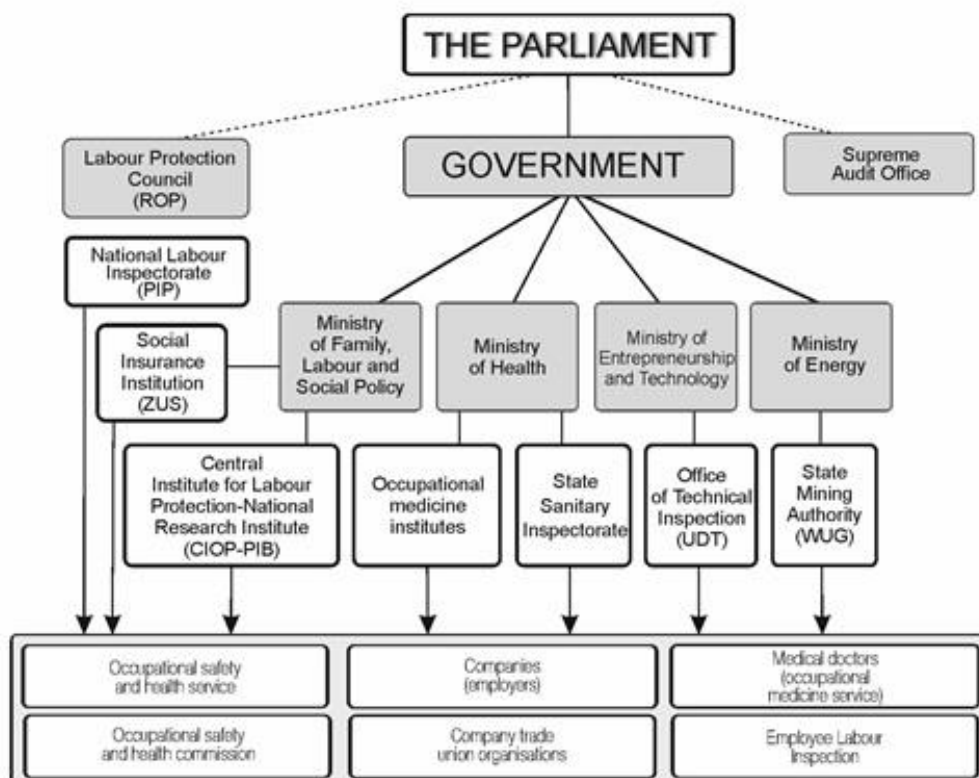 THE PARLIAMENT
Labour Protection
Council
(ROP)
GOVERNMENT
Supreme
Audit Office
National Labour
Inspectorate
(PIP)
Social
Insurance
Institution
(ZUS)
Ministry
of Family,
Labour and
Social Policy
Ministry
of Health
Ministry of
Entrepreneurship
and Technology
Ministry
of Energy
Central
Institute for Labour
Protection-National
Research Institute
(CIOP-PIB)
Occupational
medicine
institutes
State
Sanitary
Inspectorate
Office
of Technical
Inspection
(UDT)
State
Mining
Authority
(WUG)
Occupational safety
and health service
Companies
(employers)
Medical doctors
(occupational
medicine service)
Occupational safety
and health commission
Company trade
union organisations
Employee Labour
Inspection